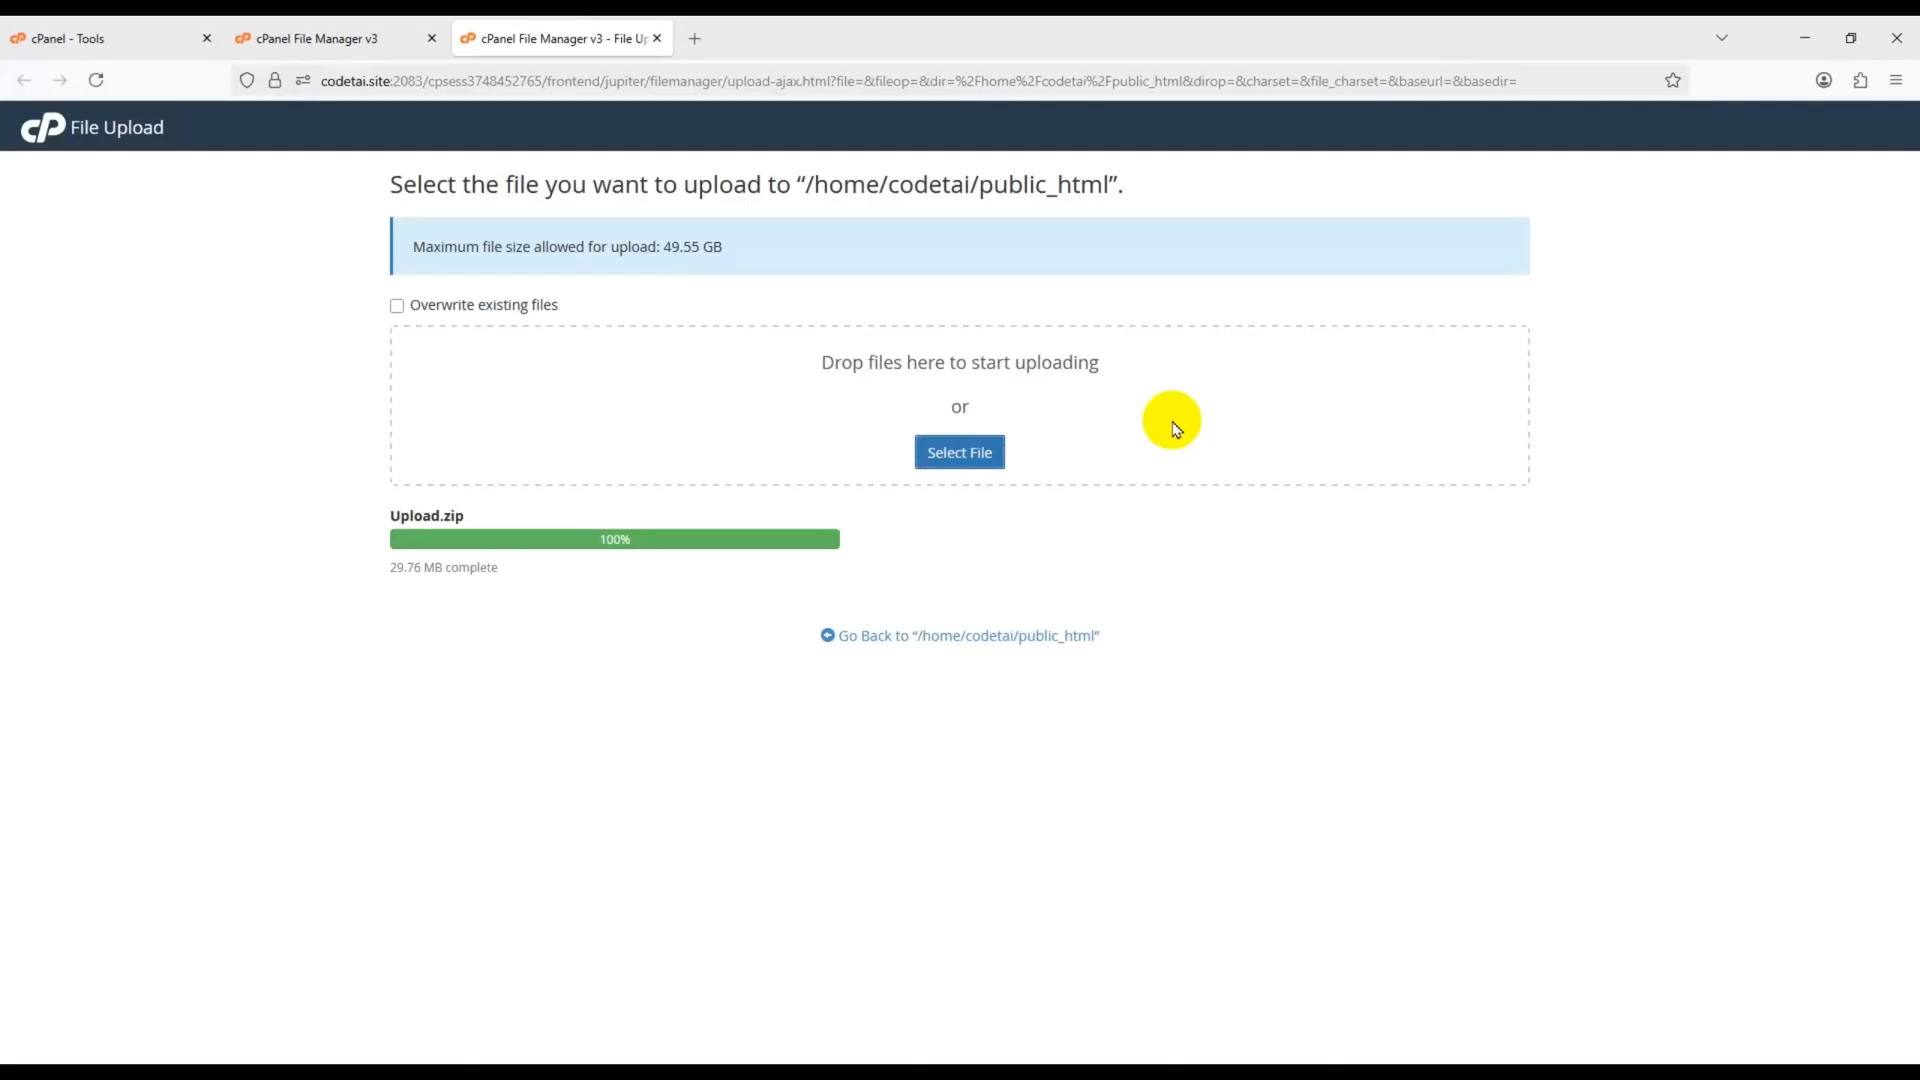 cPanel - Tools
cPanel File Manager v3
cPanel File Manager v3 - File Up
codetai.site:2083/cpsess3748452765/frontend/jupiter/filemanager/upload-ajax.html?file=&fileop=&dir=%2Fhome%2Fcodetai%2Fpublic_html&dirop=&charset=&file_charset=&baseurl=&basedir=
cP File Upload
Select the file you want to upload to “/home/codetai/public_html”.
Maximum file size allowed for upload: 49.55 GB
Overwrite existing files
Drop files here to start uploading
or
Select File
Upload.zip
100%
29.76 MB complete
Go Back to “/home/codetai/public_html”